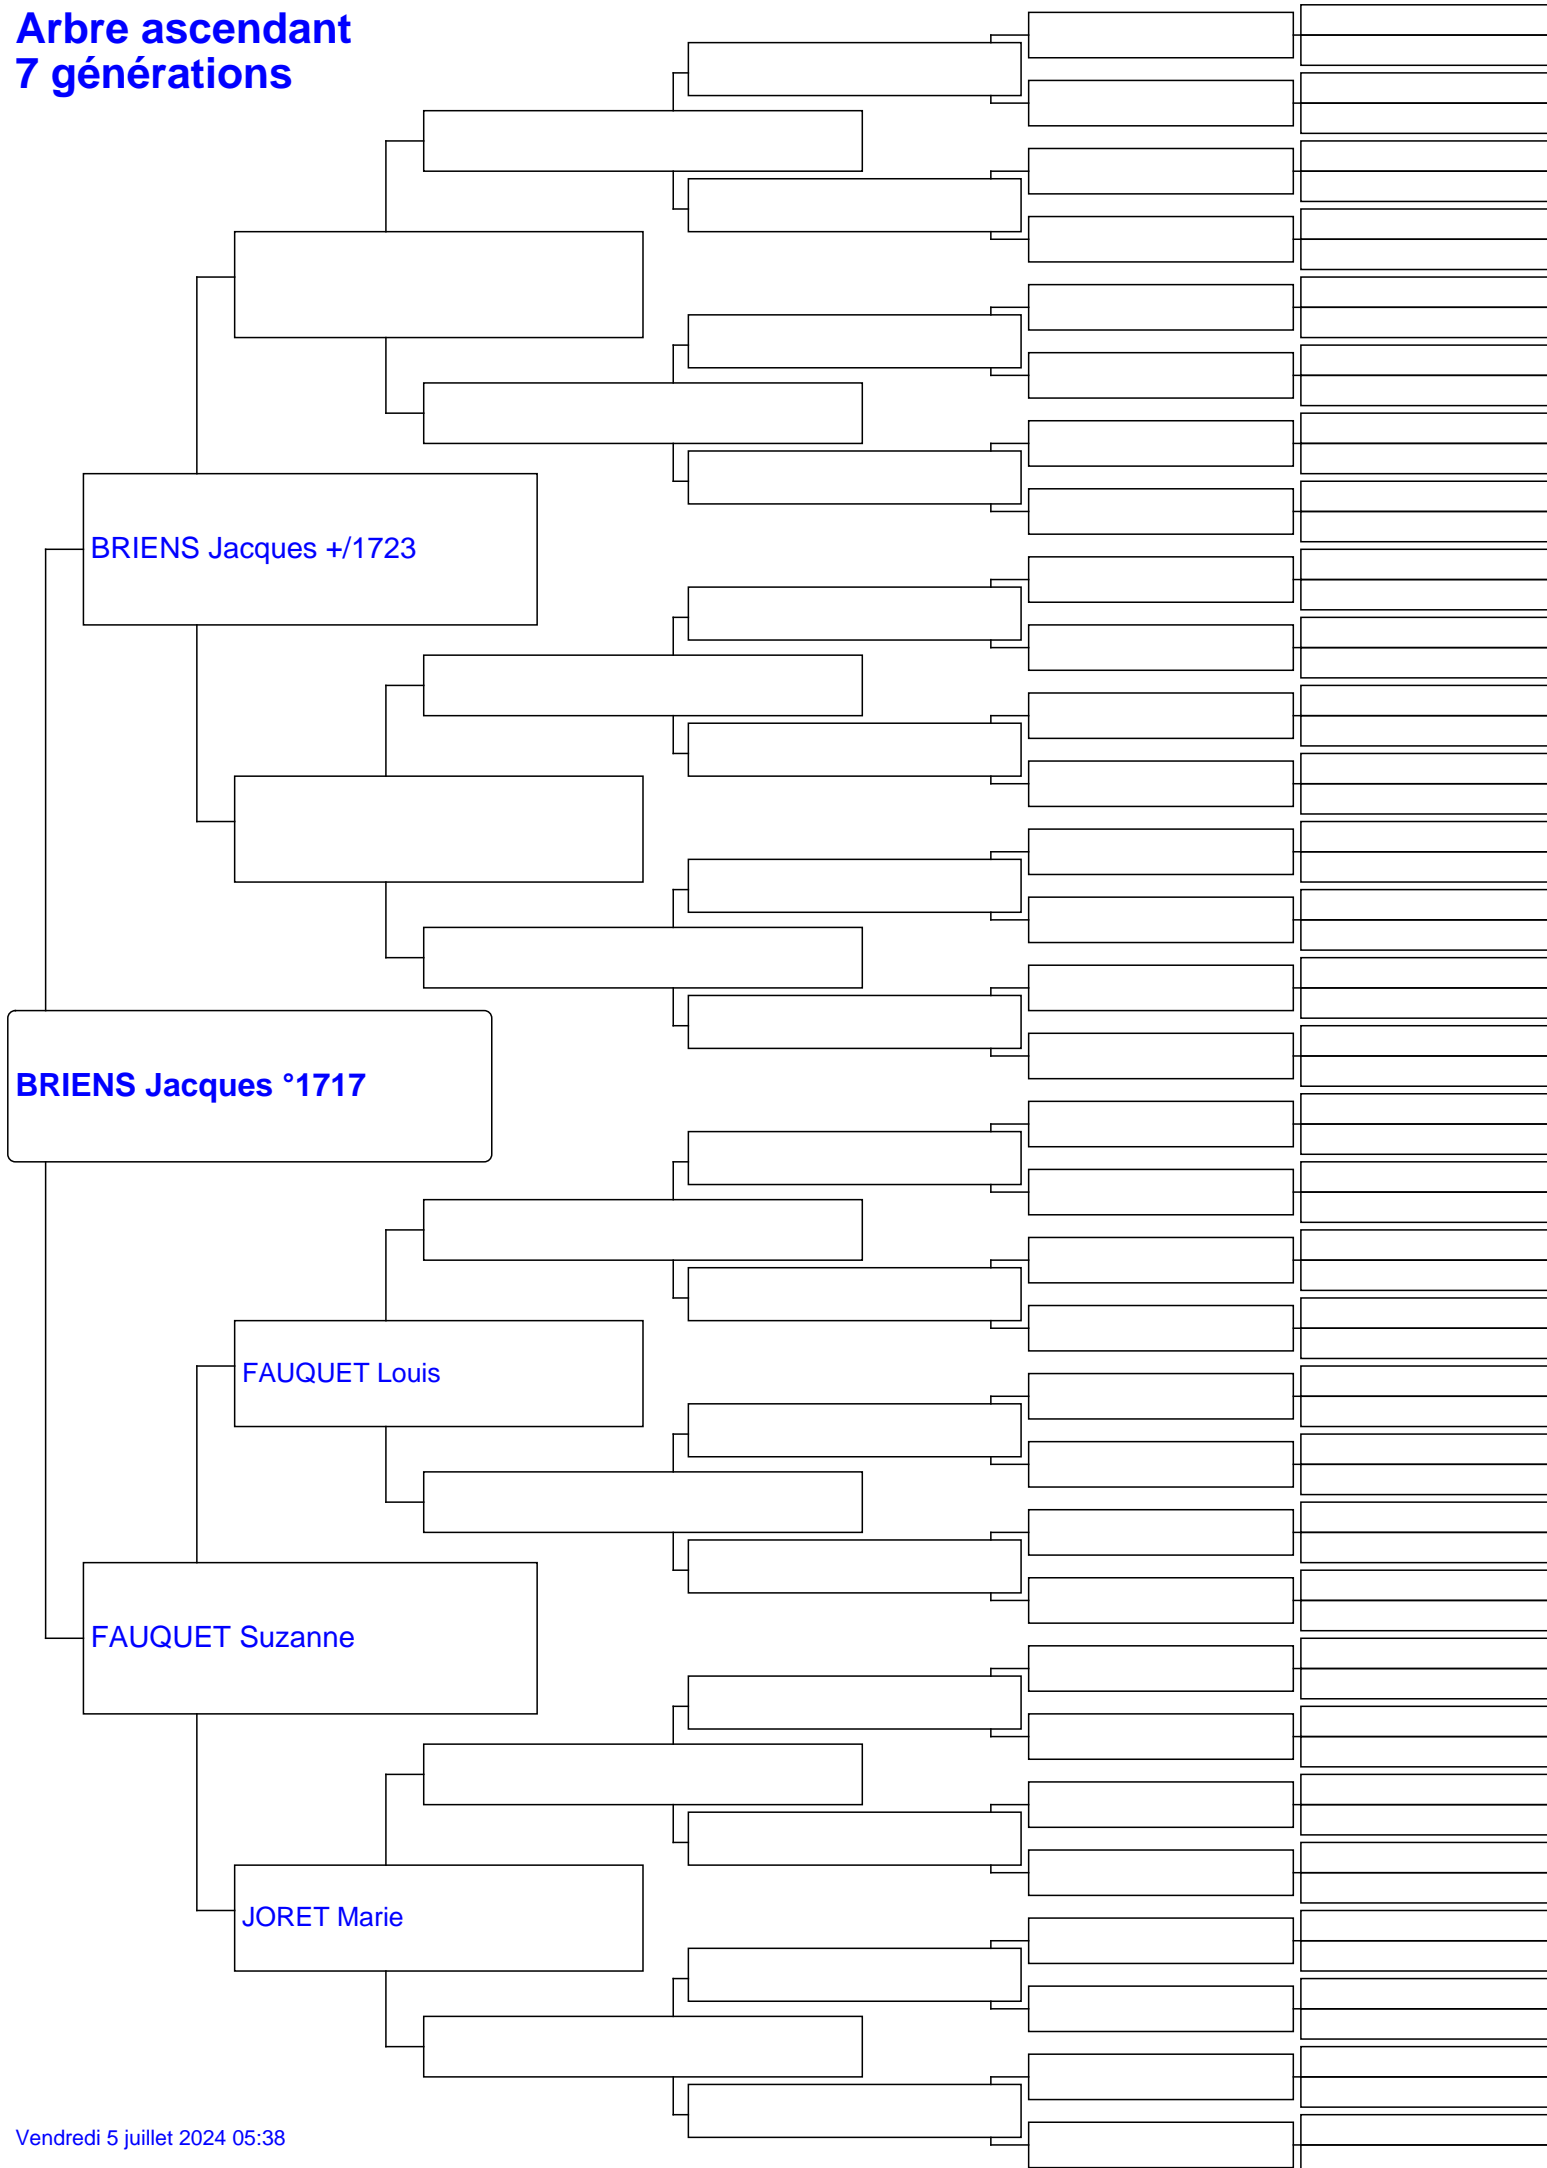 Arbre ascendant
7 générations
BRIENS Jacques +/1723
BRIENS Jacques °1717
FAUQUET Louis
FAUQUET Suzanne
JORET Marie
Vendredi 5 juillet 2024 05:38